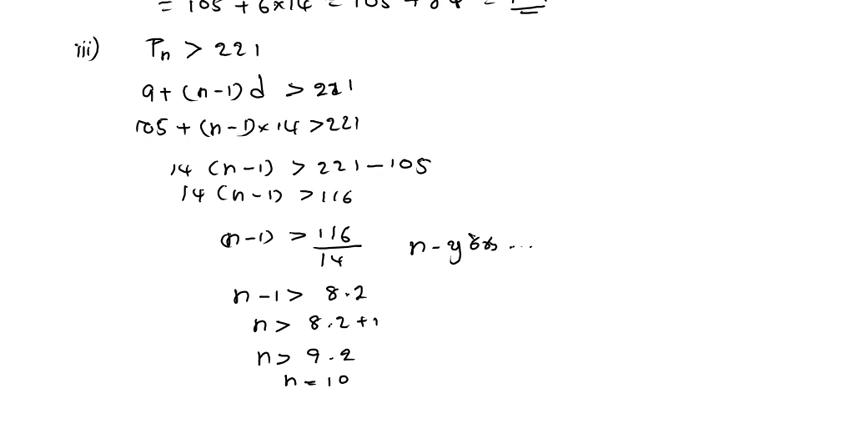 = 105 + 6×14 = 105 + 84 =
iii) Tn > 221
a + (n-1) d > 221
105 + (n-1)×14 > 221
14 (n-1) > 221 - 105
14 (n-1) > 116
(n-1) > 116/14 n -
n - 1 > 8.2
n > 8.2 + 1
n > 9.2
n = 10